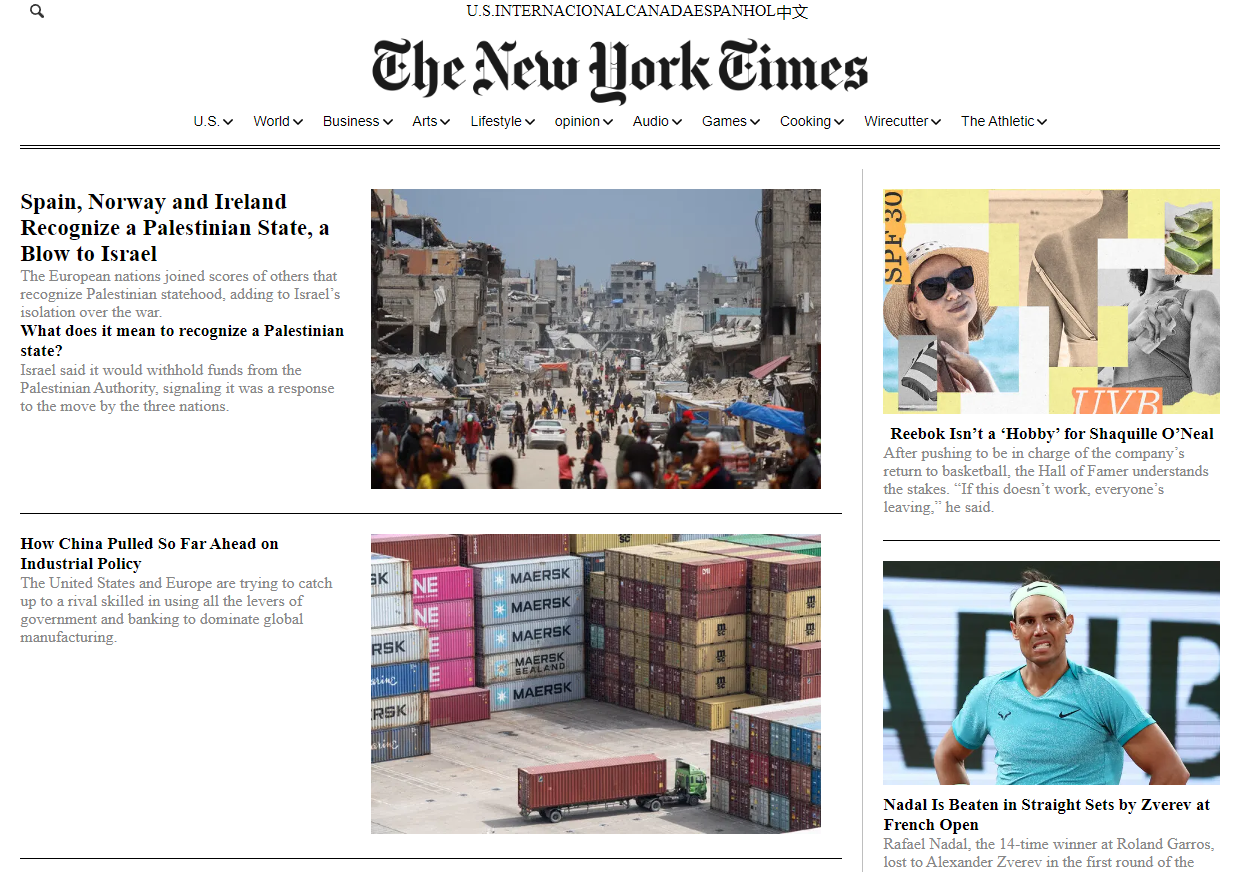 U.S.INTERNACIONALCANADAESPANHOL中文
The New York Times
U.S. World Business Arts Lifestyle opinion Audio Games Cooking Wirecutter The Athletic
Spain, Norway and Ireland
Recognize a Palestinian State, a
Blow to Israel
The European nations joined scores of others that
recognize Palestinian statehood, adding to Israel’s
isolation over the war.
What does it mean to recognize a Palestinian
state?
Israel said it would withhold funds from the
Palestinian Authority, signaling it was a response
to the move by the three nations.
How China Pulled So Far Ahead on
Industrial Policy
The United States and Europe are trying to catch
up to a rival skilled in using all the levers of
government and banking to dominate global
manufacturing.
SK
NE
MAERSK
NE
MAERSK
MAERSK
E
MAERSK
SEALAND
MAERSK
RSK
RSK
msc
msc
msc
SPF 30
UVB
Reebok Isn’t a ‘Hobby’ for Shaquille O’Neal
After pushing to be in charge of the company’s
return to basketball, the Hall of Famer understands
the stakes. “If this doesn’t work, everyone’s
leaving,” he said.
ARIB
Nadal Is Beaten in Straight Sets by Zverev at
French Open
Rafael Nadal, the 14-time winner at Roland Garros,
lost to Alexander Zverev in the first round of the